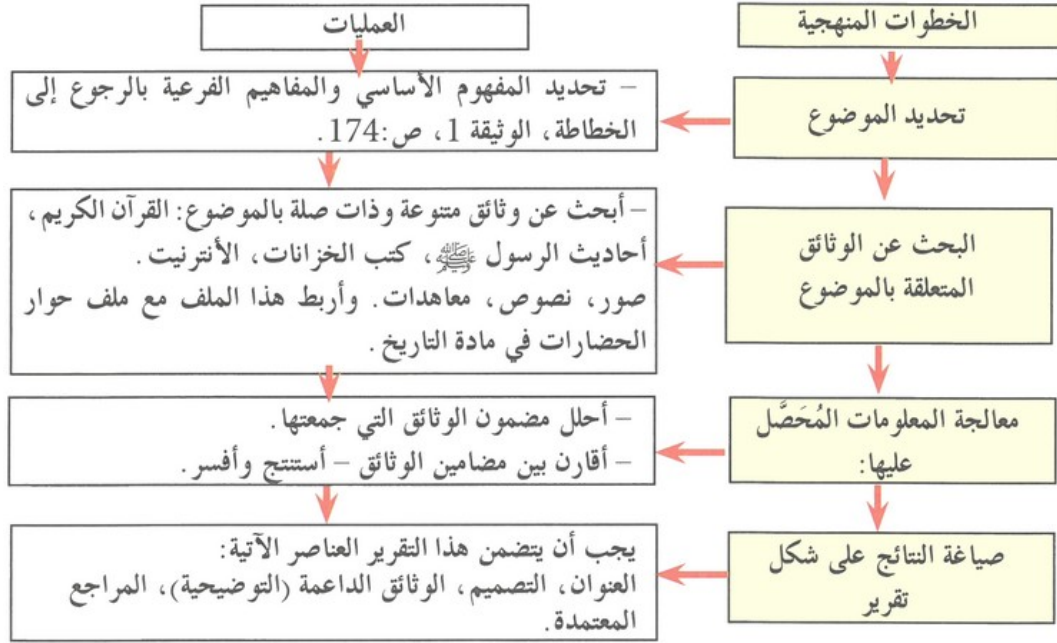 الخطوات المنهجية
العمليات
تحديد الموضوع
– تحديد المفهوم الأساسي والمفاهيم الفرعية بالرجوع إلى
الخطاطة، الوثيقة 1، ص:174.
البحث عن الوثائق
المتعلقة بالموضوع
– أبحث عن وثائق متنوعة وذات صلة بالموضوع: القرآن الكريم،
أحاديث الرسول ﷺ، كتب الخزانات، الأنترنيت.
صور، نصوص، معاهدات. وأربط هذا الملف مع ملف حوار
الحضارات في مادة التاريخ.
معالجة المعلومات المُحَصَّل
عليها:
– أحلل مضمون الوثائق التي جمعتها.
– أقارن بين مضامين الوثائق – أستنتج وأفسر.
صياغة النتائج على شكل
تقرير
يجب أن يتضمن هذا التقرير العناصر الآتية:
العنوان، التصميم، الوثائق الداعمة (التوضيحية)، المراجع
المعتمدة.